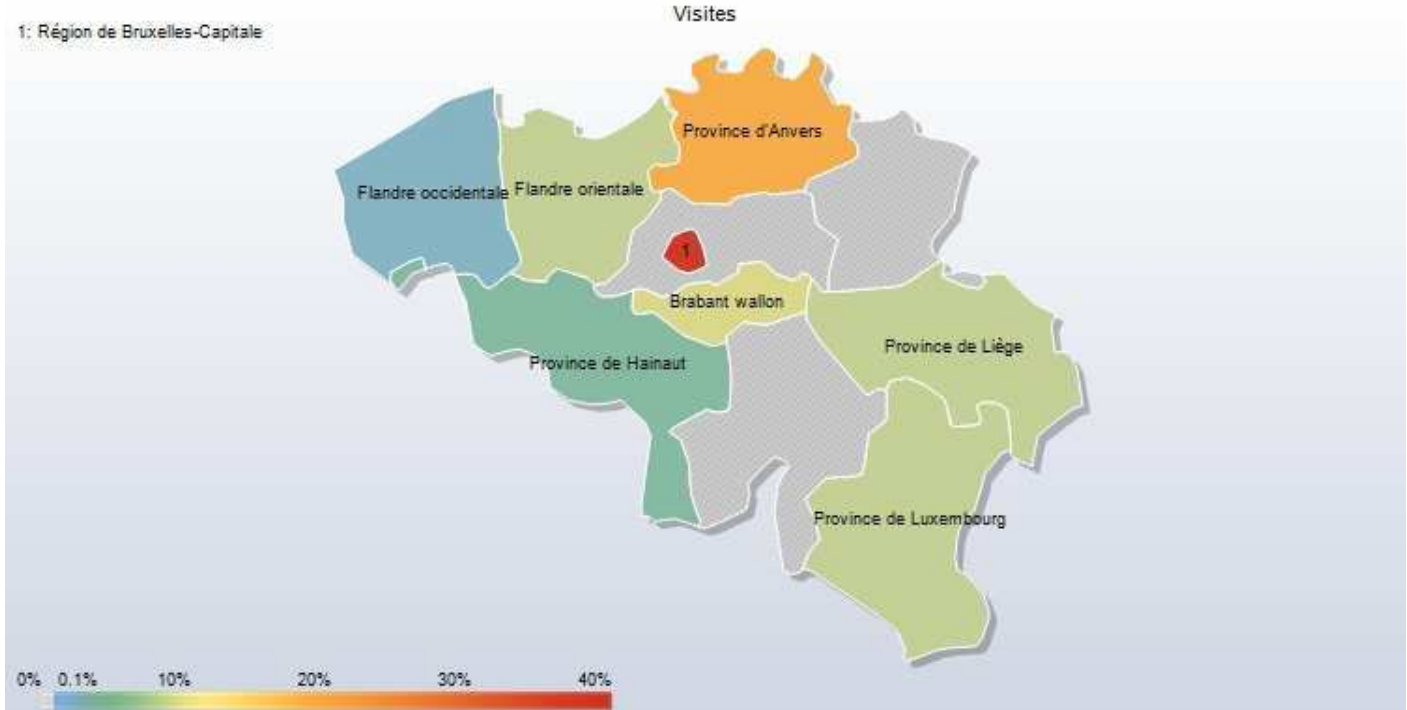 Visites
1: Région de Bruxelles-Capitale
Province d'Anvers
Flandre occidentale
Flandre orientale
1
Brabant wallon
Province de Liège
Province de Hainaut
Province de Luxembourg
0% 0.1% 10% 20% 30% 40%